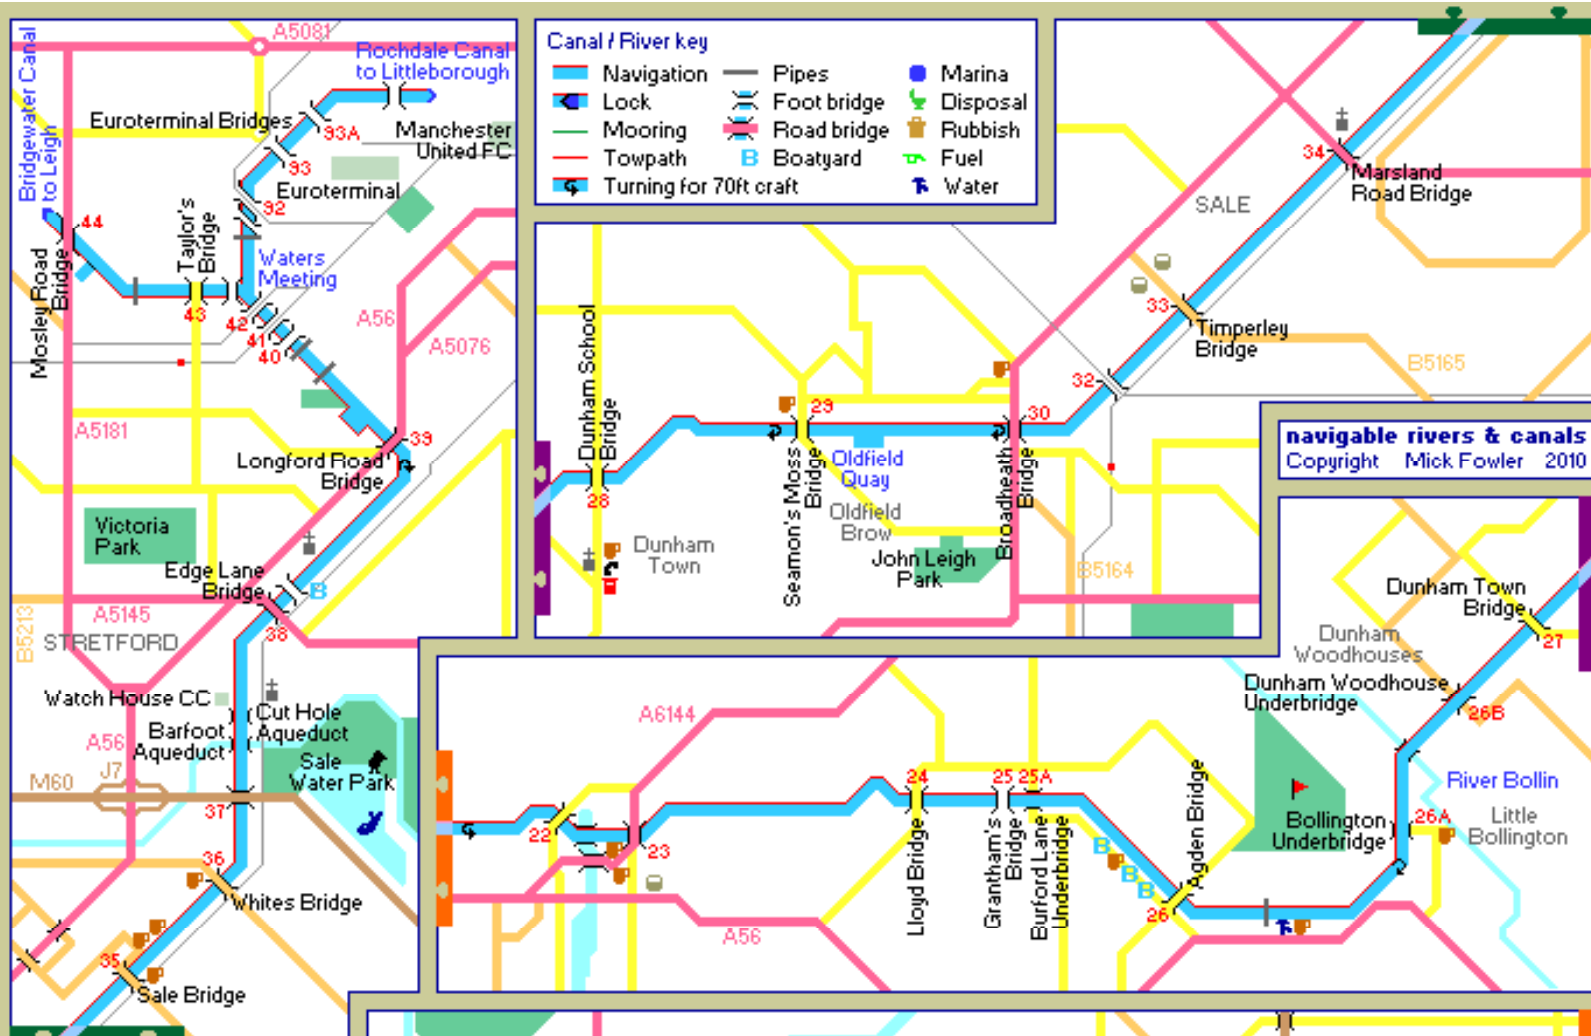 Bridgewater Canal
to Leigh
A5081
Rochdale Canal
to Littleborough
Euroterminal Bridges
93A
Manchester
United FC
93
Euroterminal
92
44
Taylor's
Bridge
Waters
Meeting
Mosley Road
Bridge
43
42
41
40
A56
A5076
A5181
39
Longford Road
Bridge
Victoria
Park
Edge Lane
Bridge
B
A5145
B5213
STRETFORD
38
Watch House CC
Cut Hole
Aqueduct
Barfoot
Aqueduct
A56
J7
M60
Sale
Water Park
37
36
Whites Bridge
35
Sale Bridge
Canal / River key
Navigation
Pipes
Marina
Lock
Foot bridge
Disposal
Mooring
Road bridge
Rubbish
Towpath
B
Boatyard
Fuel
Turning for 70ft craft
Water
34
Marsland
Road Bridge
SALE
33
Timperley
Bridge
B5165
32
Dunham School
Bridge
28
29
30
Seamon's Moss
Bridge
Oldfield
Quay
Oldfield
Brow
Broadheath
Bridge
Dunham
Town
John Leigh
Park
B5164
navigable rivers & canals
Copyright Mick Fowler 2010
Dunham Town
Bridge
27
Dunham
Woodhouses
Dunham Woodhouse
Underbridge
26B
River Bollin
26A
Little
Bollington
Bollington
Underbridge
A6144
22
23
24
25
25A
Lloyd Bridge
Grantham's
Bridge
Burford Lane
Underbridge
B
B
B
Agden Bridge
26
A56